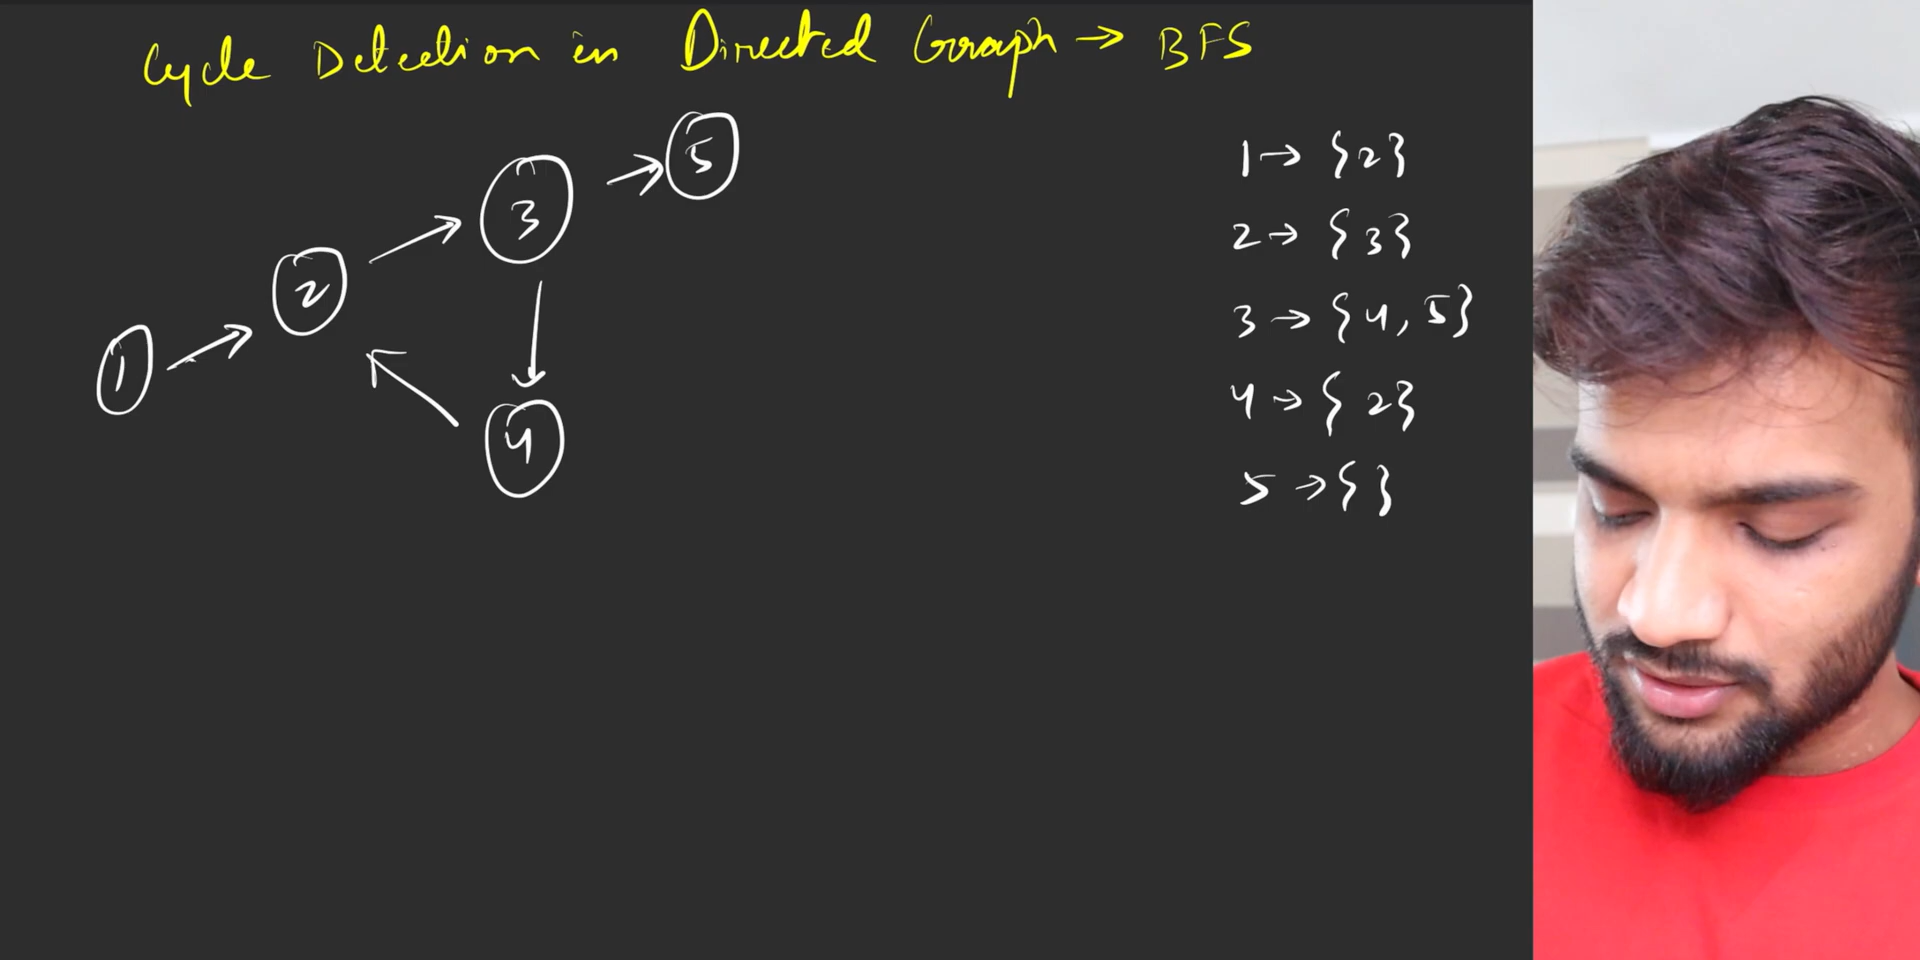 Cycle Detection in Directed Graph → BFS
5
3
2
1
4
1 → {2}
2 → {3}
3 → {4, 5}
4 → {2}
5 → { }